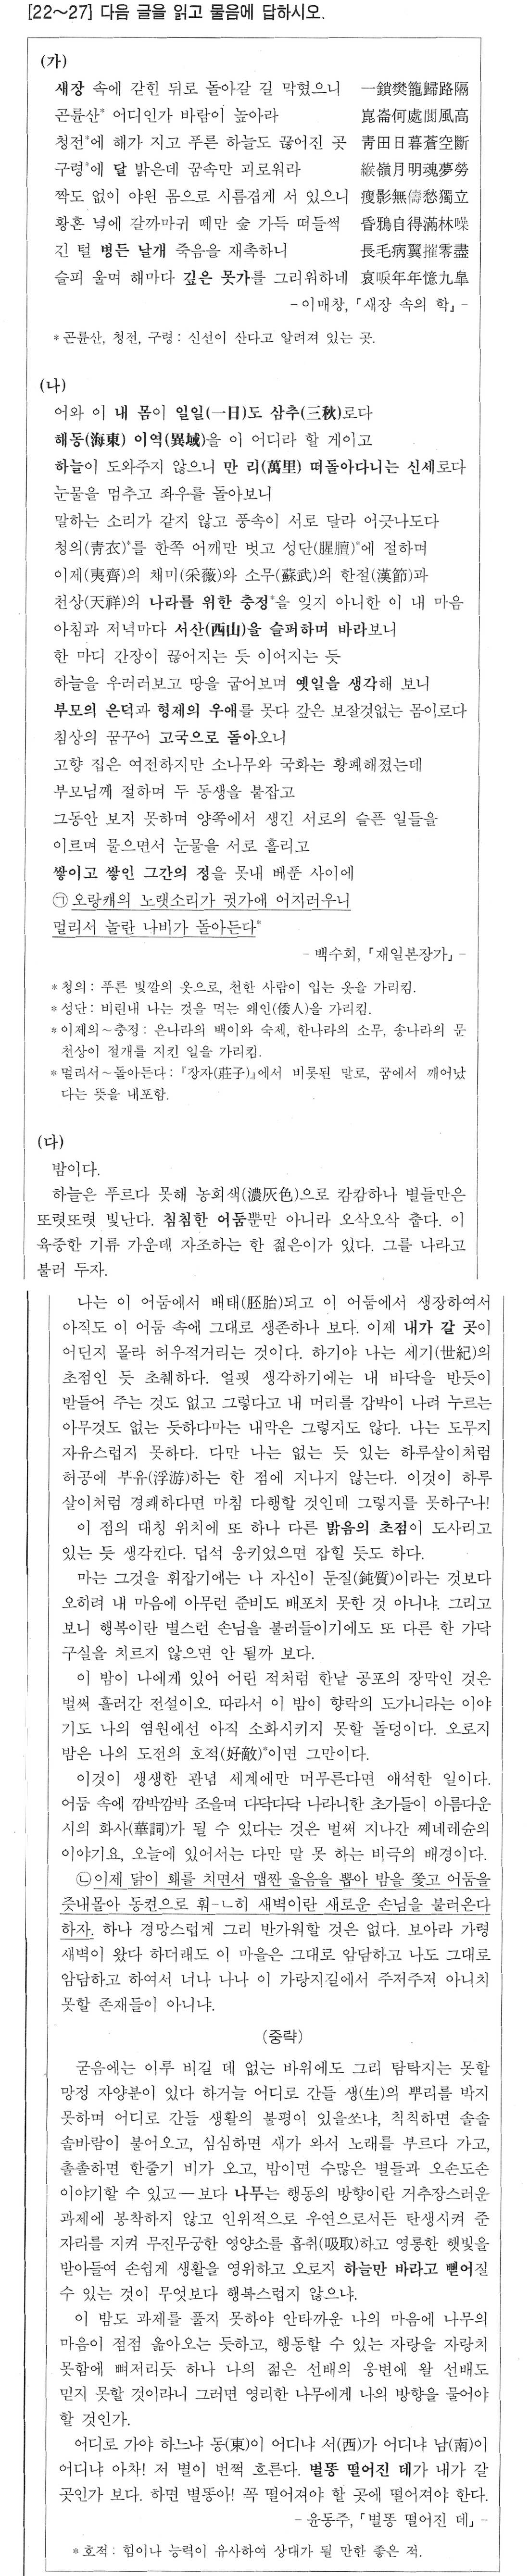 [22～27] 다음 글을 읽고 물음에 답하시오.
(가)
새장 속에 갇힌 뒤로 돌아갈 길 막혔으니 一鎖樊籠歸路隔
곤륜산* 어디인가 바람이 높아라 崑崙何處閬風高
청전*에 해가 지고 푸른 하늘도 끊어진 곳 靑田日暮蒼空斷
구령*에 달 밝은데 꿈속만 괴로워라 緱嶺月明魂夢勞
짝도 없이 야윈 몸으로 시름겹게 서 있으니 瘦影無儔愁獨立
황혼 녘에 갈까마귀 떼만 숲 가득 떠들썩 昏鴉自得滿林噪
긴 털 병든 날개 죽음을 재촉하니 長毛病翼摧零盡
슬피 울며 해마다 깊은 못가를 그리워하네 哀唳年年憶九皐
- 이매창, 「새장 속의 학」 -
* 곤륜산, 청전, 구령 : 신선이 산다고 알려져 있는 곳.
(나)
어와 이 내 몸이 일일(一日)도 삼추(三秋)로다
해동(海東) 이역(異域)을 이 어디라 할 게이고
하늘이 도와주지 않으니 만 리(萬里) 떠돌아다니는 신세로다
눈물을 멈추고 좌우를 돌아보니
말하는 소리가 같지 않고 풍속이 서로 달라 어긋나도다
청의(靑衣)*를 한쪽 어깨만 벗고 성단(腥膻)*에 절하며
이제(夷齊)의 채미(采薇)와 소무(蘇武)의 한절(漢節)과
천상(天祥)의 나라를 위한 충정*을 잊지 아니한 이 내 마음
아침과 저녁마다 서산(西山)을 슬퍼하며 바라보니
한 마디 간장이 끊어지는 듯 이어지는 듯
하늘을 우러러보고 땅을 굽어보며 옛일을 생각해 보니
부모의 은덕과 형제의 우애를 못다 갚은 보잘것없는 몸이로다
침상의 꿈꾸어 고국으로 돌아오니
고향 집은 여전하지만 소나무와 국화는 황폐해졌는데
부모님께 절하며 두 동생을 붙잡고
그동안 보지 못하며 양쪽에서 생긴 서로의 슬픈 일들을
이르며 물으면서 눈물을 서로 흘리고
쌓이고 쌓인 그간의 정을 못내 베푼 사이에
㉠ 오랑캐의 노랫소리가 귓가에 어지러우니
멀리서 놀란 나비가 돌아든다*
- 백수회, 「재일본장가」 -
* 청의 : 푸른 빛깔의 옷으로, 천한 사람이 입는 옷을 가리킴.
* 성단 : 비린내 나는 것을 먹는 왜인(倭人)을 가리킴.
* 이제의～충정 : 은나라의 백이와 숙제, 한나라의 소무, 송나라의 문
천상이 절개를 지킨 일을 가리킴.
* 멀리서～돌아든다 : 『장자(莊子)』에서 비롯된 말로, 꿈에서 깨어났
다는 뜻을 내포함.
(다)
밤이다.
하늘은 푸르다 못해 농회색(濃灰色)으로 캄캄하나 별들만은
또렷또렷 빛난다. 침침한 어둠뿐만 아니라 오삭오삭 춥다. 이
육중한 기류 가운데 자조하는 한 젊은이가 있다. 그를 나라고
불러 두자.
나는 이 어둠에서 배태(胚胎)되고 이 어둠에서 생장하여서
아직도 이 어둠 속에 그대로 생존하나 보다. 이제 내가 갈 곳이
어딘지 몰라 허우적거리는 것이다. 하기야 나는 세기(世紀)의
초점인 듯 초췌하다. 얼핏 생각하기에는 내 바닥을 반듯이
받들어 주는 것도 없고 그렇다고 내 머리를 갑박이 나려 누르는
아무것도 없는 듯하다마는 내막은 그렇지도 않다. 나는 도무지
자유스럽지 못하다. 다만 나는 없는 듯 있는 하루살이처럼
허공에 부유(浮游)하는 한 점에 지나지 않는다. 이것이 하루
살이처럼 경쾌하다면 마침 다행할 것인데 그렇지를 못하구나!
이 점의 대칭 위치에 또 하나 다른 밝음의 초점이 도사리고
있는 듯 생각킨다. 덥석 웅키었으면 잡힐 듯도 하다.
마는 그것을 휘잡기에는 나 자신이 둔질(鈍質)이라는 것보다
오히려 내 마음에 아무런 준비도 배포치 못한 것 아니냐. 그리고
보니 행복이란 별스런 손님을 불러들이기에도 또 다른 한 가닥
구실을 치르지 않으면 안 될까 보다.
이 밤이 나에게 있어 어린 적처럼 한낱 공포의 장막인 것은
벌써 흘러간 전설이오. 따라서 이 밤이 향락의 도가니라는 이야
기도 나의 염원에선 아직 소화시키지 못할 돌덩이다. 오로지
밤은 나의 도전의 호적(好敵)*이면 그만이다.
이것이 생생한 관념 세계에만 머무른다면 애석한 일이다.
어둠 속에 깜박깜박 조을며 다닥다닥 나라니한 초가들이 아름다운
시의 화사(華詞)가 될 수 있다는 것은 벌써 지나간 쩨네레슌의
이야기요, 오늘에 있어서는 다만 말 못 하는 비극의 배경이다.
㉡ 이제 닭이 홰를 치면서 맵짠 울음을 뽑아 밤을 쫓고 어둠을
즛내몰아 동켠으로 훠-ㄴ히 새벽이란 새로운 손님을 불러온다
하자. 하나 경망스럽게 그리 반가워할 것은 없다. 보아라 가령
새벽이 왔다 하더래도 이 마을은 그대로 암담하고 나도 그대로
암담하고 하여서 너나 나나 이 가랑지길에서 주저주저 아니치
못할 존재들이 아니냐.
(중략)
굳음에는 이루 비길 데 없는 바위에도 그리 탐탁지는 못할
망정 자양분이 있다 하거늘 어디로 간들 생(生)의 뿌리를 박지
못하며 어디로 간들 생활의 불평이 있을쏘냐, 칙칙하면 솔솔
솔바람이 불어오고, 심심하면 새가 와서 노래를 부르다 가고,
촐촐하면 한줄기 비가 오고, 밤이면 수많은 별들과 오손도손
이야기할 수 있고 ― 보다 나무는 행동의 방향이란 거추장스러운
과제에 봉착하지 않고 인위적으로 우연으로서든 탄생시켜 준
자리를 지켜 무진무궁한 영양소를 흡취(吸取)하고 영롱한 햇빛을
받아들여 손쉽게 생활을 영위하고 오로지 하늘만 바라고 뻗어질
수 있는 것이 무엇보다 행복스럽지 않으냐.
이 밤도 과제를 풀지 못하야 안타까운 나의 마음에 나무의
마음이 점점 옮아오는 듯하고, 행동할 수 있는 자랑을 자랑치
못함에 뼈저리듯 하나 나의 젊은 선배의 웅변에 왈 선배도
믿지 못할 것이라니 그러면 영리한 나무에게 나의 방향을 물어야
할 것인가.
어디로 가야 하느냐 동(東)이 어디냐 서(西)가 어디냐 남(南)이
어디냐 아차! 저 별이 번쩍 흐른다. 별똥 떨어진 데가 내가 갈
곳인가 보다. 하면 별똥아! 꼭 떨어져야 할 곳에 떨어져야 한다.
- 윤동주, 「별똥 떨어진 데」 -
* 호적 : 힘이나 능력이 유사하여 상대가 될 만한 좋은 적.